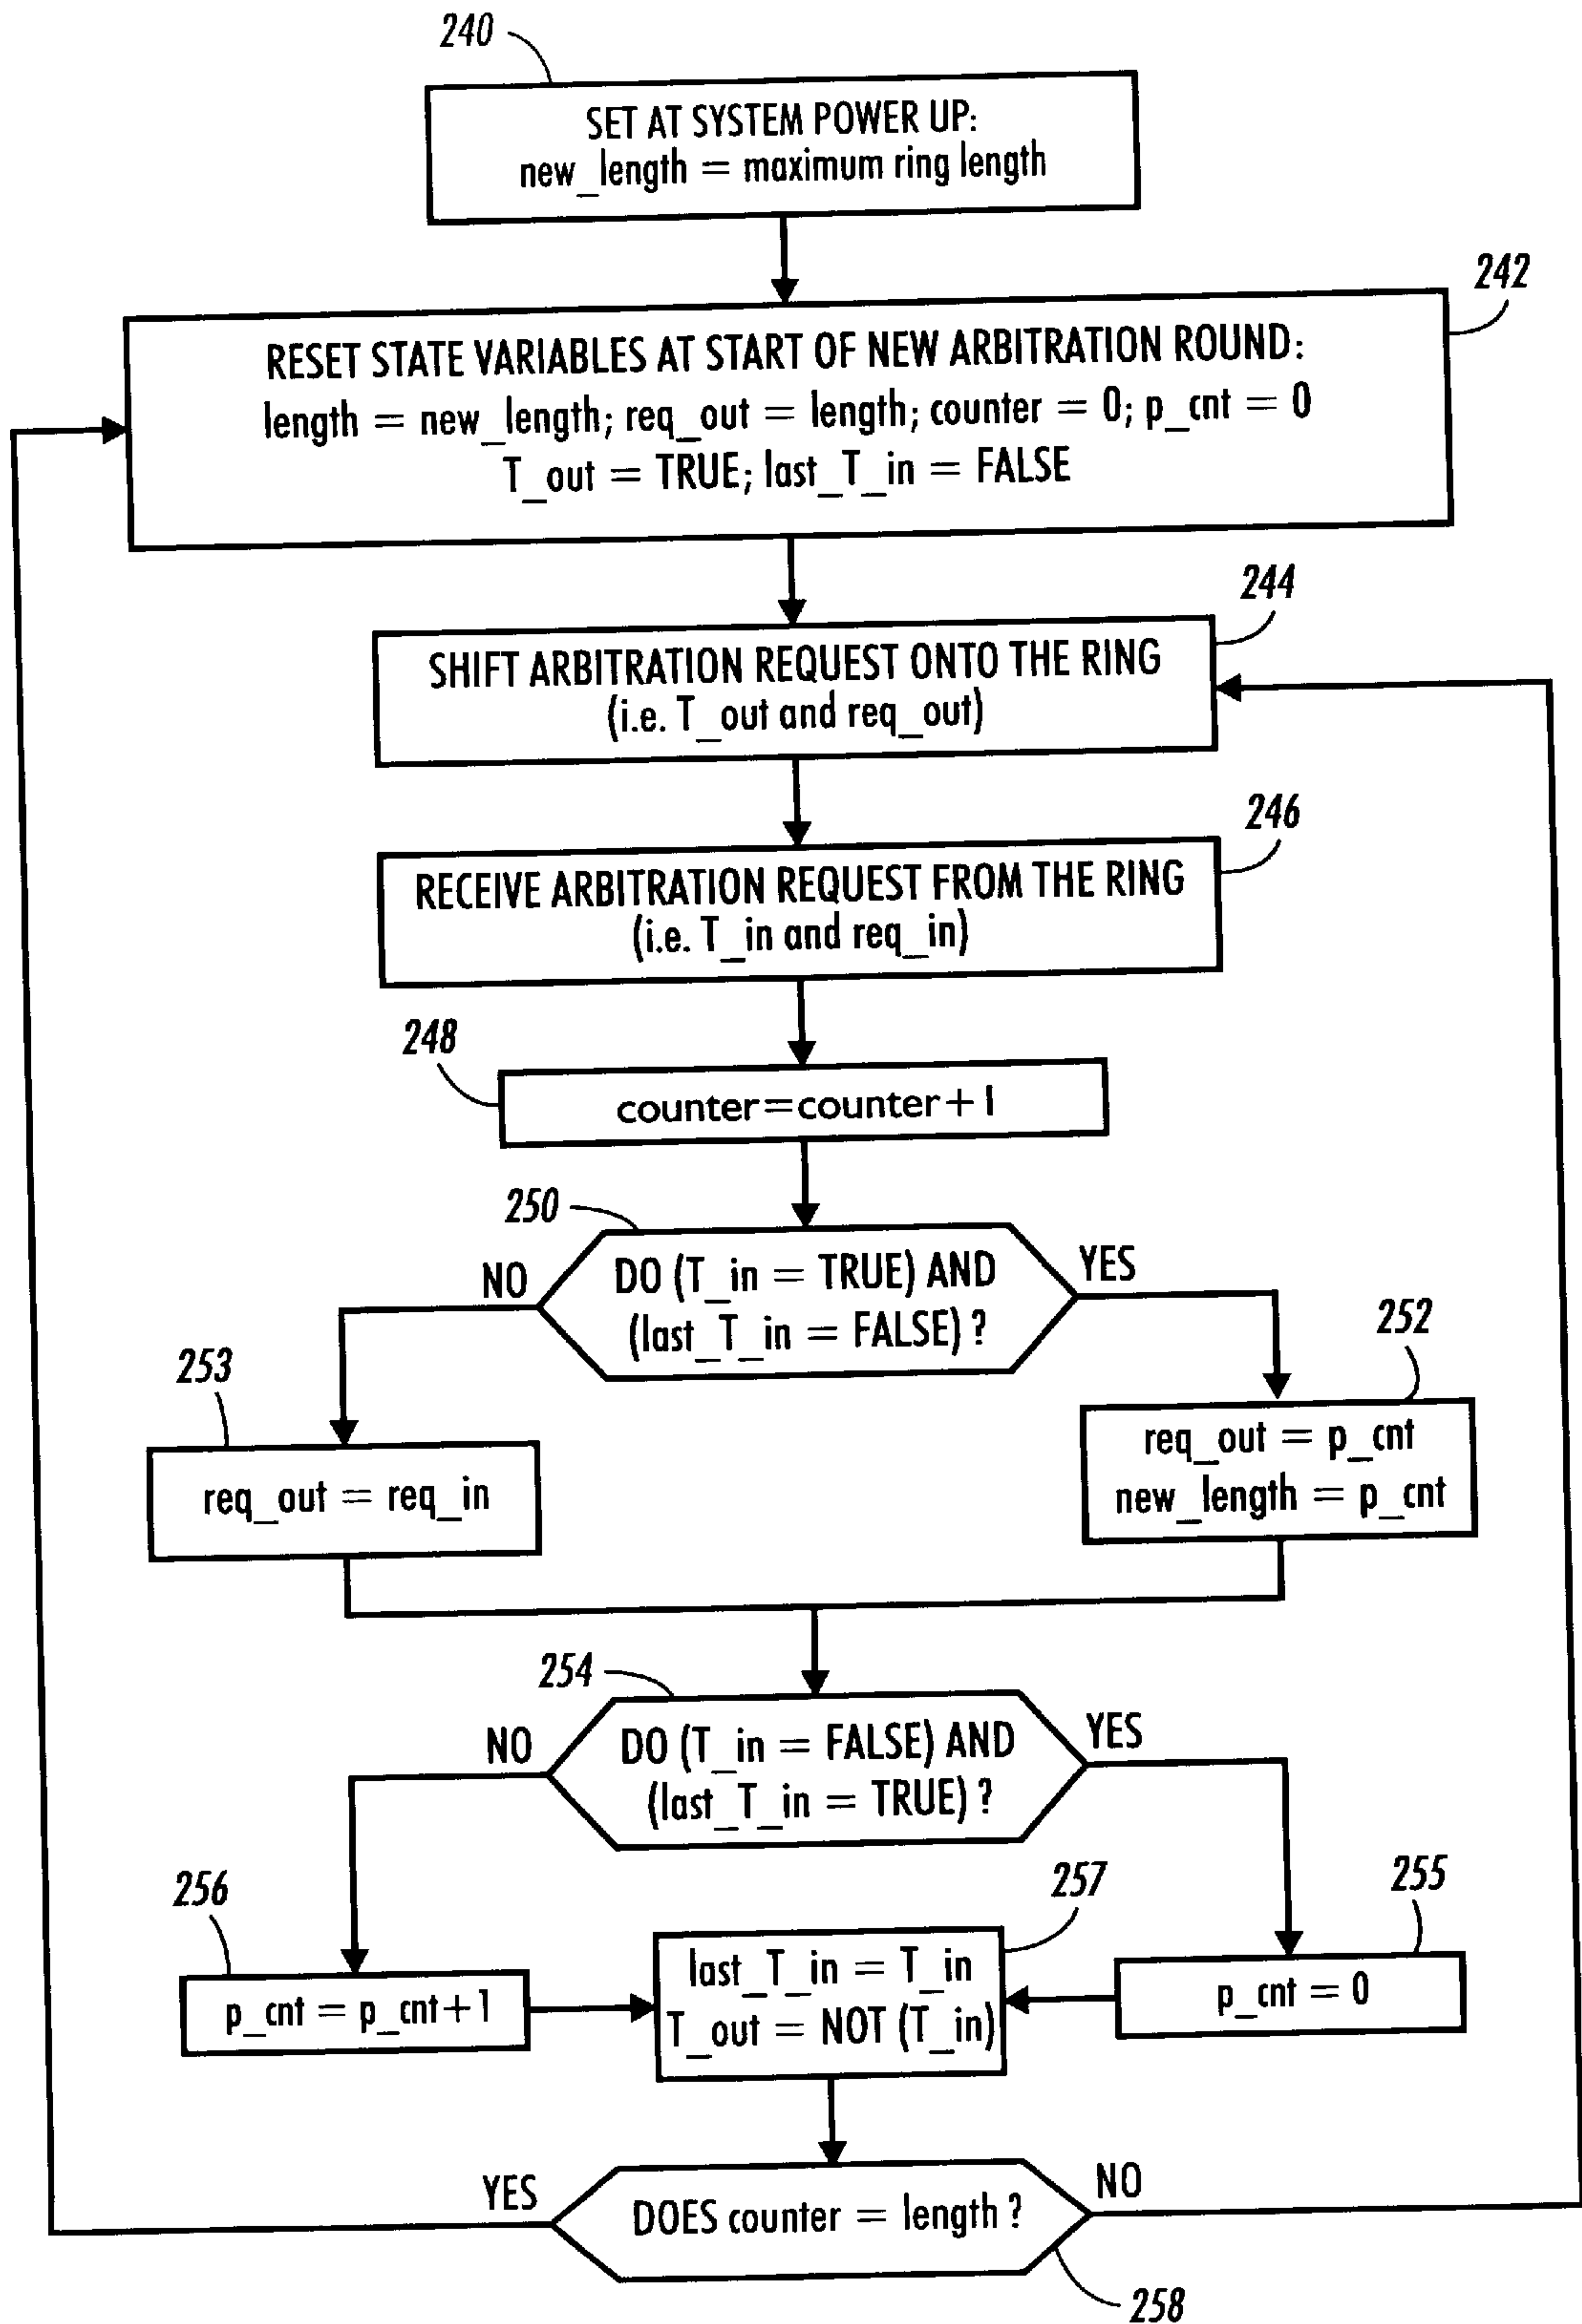 240
SET AT SYSTEM POWER UP:
new_length = maximum ring length
242
RESET STATE VARIABLES AT START OF NEW ARBITRATION ROUND:
length = new_length; req_out = length; counter = 0; p_cnt = 0
T_out = TRUE; last_T_in = FALSE
244
SHIFT ARBITRATION REQUEST ONTO THE RING
(i.e. T_out and req_out)
246
RECEIVE ARBITRATION REQUEST FROM THE RING
(i.e. T_in and req_in)
248
counter=counter+1
250
NO
DO (T_in = TRUE) AND
(last_T_in = FALSE) ?
YES
253
252
req_out = req_in
req_out = p_cnt
new_length = p_cnt
254
NO
DO (T_in = FALSE) AND
(last_T_in = TRUE) ?
YES
256
257
255
p_cnt = p_cnt+1
last_T_in = T_in
T_out = NOT (T_in)
p_cnt = 0
YES
DOES counter = length ?
NO
258